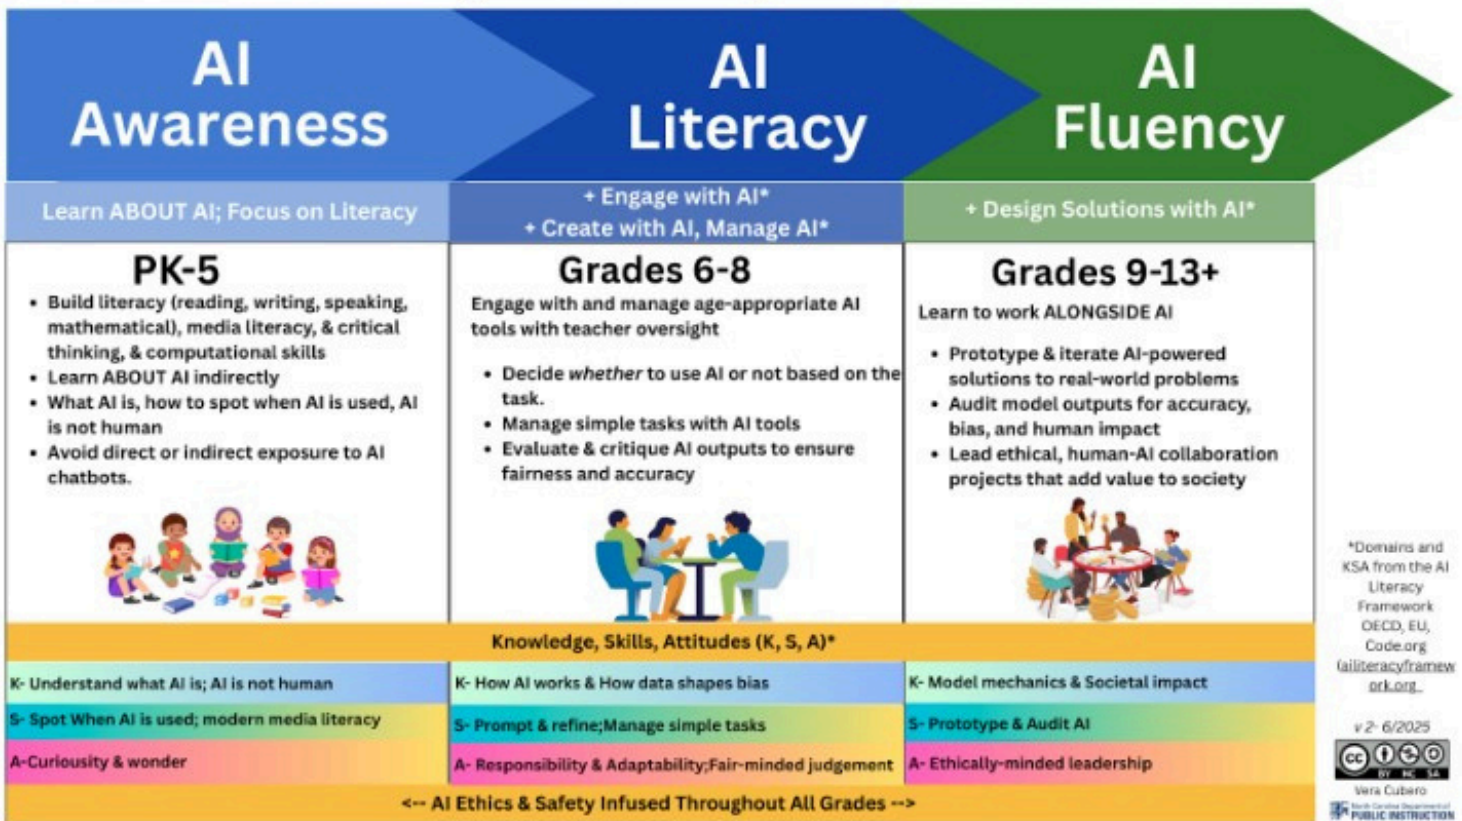 AI
Awareness
AI
Literacy
AI
Fluency
Learn ABOUT AI; Focus on Literacy
+ Engage with AI*
+ Create with AI, Manage AI*
+ Design Solutions with AI*
PK-5
• Build literacy (reading, writing, speaking,
mathematical), media literacy, & critical
thinking, & computational skills
• Learn ABOUT AI indirectly
• What AI is, how to spot when AI is used, AI
is not human
• Avoid direct or indirect exposure to AI
chatbots.
Grades 6-8
Engage with and manage age-appropriate AI
tools with teacher oversight
• Decide whether to use AI or not based on the
task.
• Manage simple tasks with AI tools
• Evaluate & critique AI outputs to ensure
fairness and accuracy
Grades 9-13+
Learn to work ALONGSIDE AI
• Prototype & iterate AI-powered
solutions to real-world problems
• Audit model outputs for accuracy,
bias, and human impact
• Lead ethical, human-AI collaboration
projects that add value to society
Knowledge, Skills, Attitudes (K, S, A)*
K- Understand what AI is; AI is not human
S- Spot When AI is used; modern media literacy
A-Curiousity & wonder
K- How AI works & How data shapes bias
S- Prompt & refine;Manage simple tasks
A- Responsibility & Adaptability;Fair-minded judgement
K- Model mechanics & Societal impact
S- Prototype & Audit AI
A- Ethically-minded leadership
<-- AI Ethics & Safety Infused Throughout All Grades -->
*Domains and
KSA from the AI
Literacy
Framework
OECD, EU,
Code.org
(ailiteracyframew
ork.org
v 2- 6/2025
CC
BY NC SA
Vera Cubero
North Carolina Department of
PUBLIC INSTRUCTION